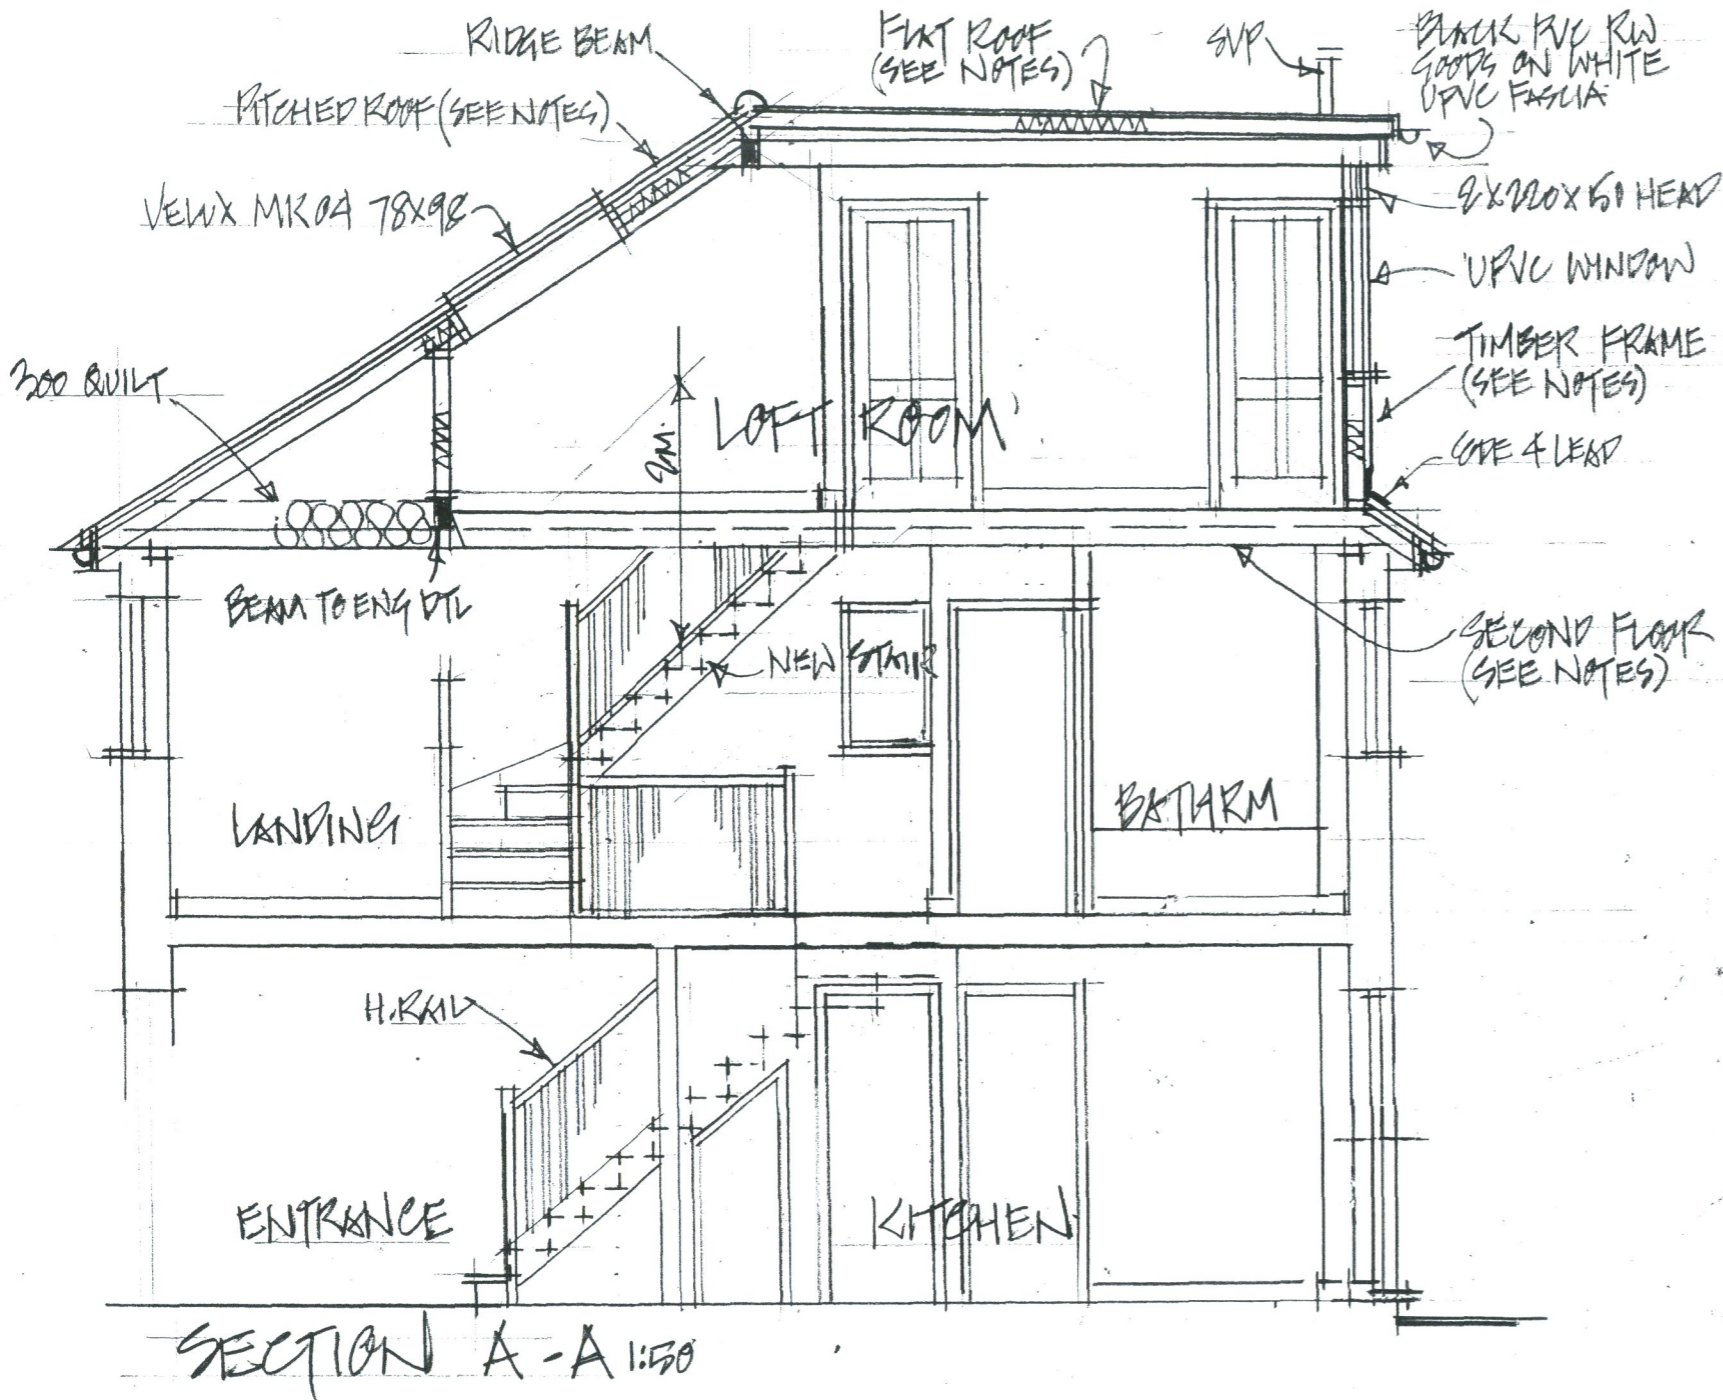 RIDGE BEAM
FLAT ROOF
(SEE NOTES)
SVP
BLACK PVC RW
GOODS ON WHITE
UPVC FASCIA
PITCHED ROOF (SEE NOTES)
VELUX MK04 78X98
2X220X50 HEAD
UPVC WINDOW
TIMBER FRAME
(SEE NOTES)
300 QUILT
LOFT ROOM
2M.
CODE 4 LEAD
BEAM TO ENG DTL
NEW STAIR
SECOND FLOOR
(SEE NOTES)
LANDING
BATHRM
H.RAIL
ENTRANCE
KITCHEN
SECTION A-A 1:50